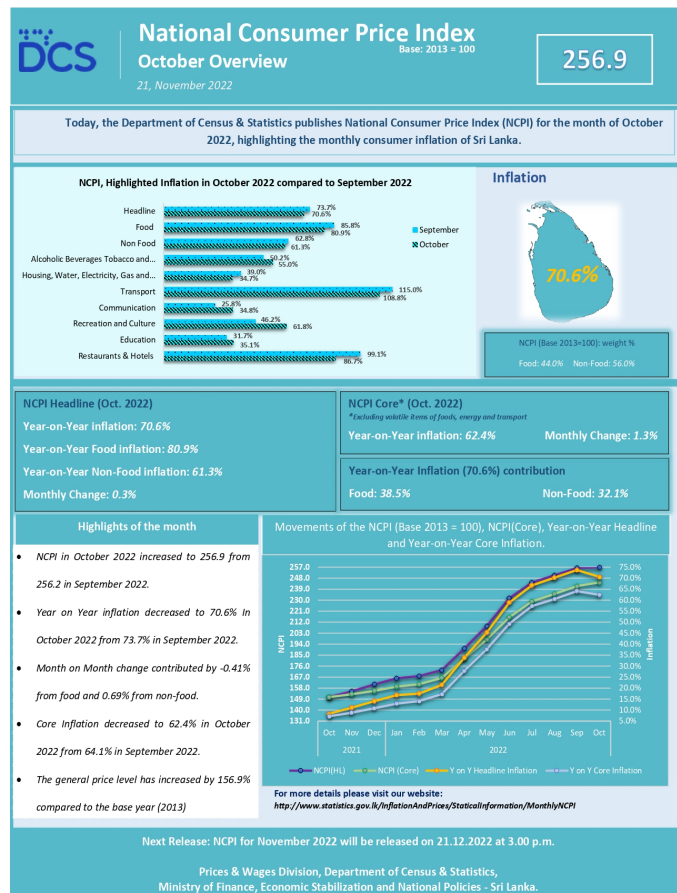 DCS
National Consumer Price Index
Base: 2013 = 100
October Overview
21, November 2022
256.9
Today, the Department of Census & Statistics publishes National Consumer Price Index (NCPI) for the month of October
2022, highlighting the monthly consumer inflation of Sri Lanka.
NCPI, Highlighted Inflation in October 2022 compared to September 2022
Headline 73.7% 70.6%
Food 85.8% 80.9%
Non Food 62.8% 61.3%
Alcoholic Beverages Tobacco and... 50.2% 55.0%
Housing, Water, Electricity, Gas and... 39.0% 34.7%
Transport 115.0% 108.8%
Communication 25.8% 34.8%
Recreation and Culture 46.2% 61.8%
Education 31.7% 35.1%
Restaurants & Hotels 99.1% 86.7%
September
October
Inflation
70.6%
NCPI (Base 2013=100): weight %
Food: 44.0% Non-Food: 56.0%
NCPI Headline (Oct. 2022)
Year-on-Year inflation: 70.6%
Year-on-Year Food inflation: 80.9%
Year-on-Year Non-Food inflation: 61.3%
Monthly Change: 0.3%
NCPI Core* (Oct. 2022)
*Excluding volatile items of foods, energy and transport
Year-on-Year inflation: 62.4% Monthly Change: 1.3%
Year-on-Year Inflation (70.6%) contribution
Food: 38.5% Non-Food: 32.1%
Highlights of the month
• NCPI in October 2022 increased to 256.9 from
256.2 in September 2022.
• Year on Year inflation decreased to 70.6% In
October 2022 from 73.7% in September 2022.
• Month on Month change contributed by -0.41%
from food and 0.69% from non-food.
• Core Inflation decreased to 62.4% in October
2022 from 64.1% in September 2022.
• The general price level has increased by 156.9%
compared to the base year (2013)
Movements of the NCPI (Base 2013 = 100), NCPI(Core), Year-on-Year Headline
and Year-on-Year Core Inflation.
NCPI
257.0
248.0
239.0
230.0
221.0
212.0
203.0
194.0
185.0
176.0
167.0
158.0
149.0
140.0
131.0
75.0%
70.0%
65.0%
60.0%
55.0%
50.0%
45.0%
40.0%
35.0%
30.0%
25.0%
20.0%
15.0%
10.0%
5.0%
Inflation
Oct Nov Dec Jan Feb Mar Apr May Jun Jul Aug Sep Oct
2021 2022
NCPI(HL) NCPI (Core) Y on Y Headline Inflation Y on Y Core Inflation
For more details please visit our website:
http://www.statistics.gov.lk/InflationAndPrices/StaticalInformation/MonthlyNCPI
Next Release: NCPI for November 2022 will be released on 21.12.2022 at 3.00 p.m.
Prices & Wages Division, Department of Census & Statistics,
Ministry of Finance, Economic Stabilization and National Policies - Sri Lanka.